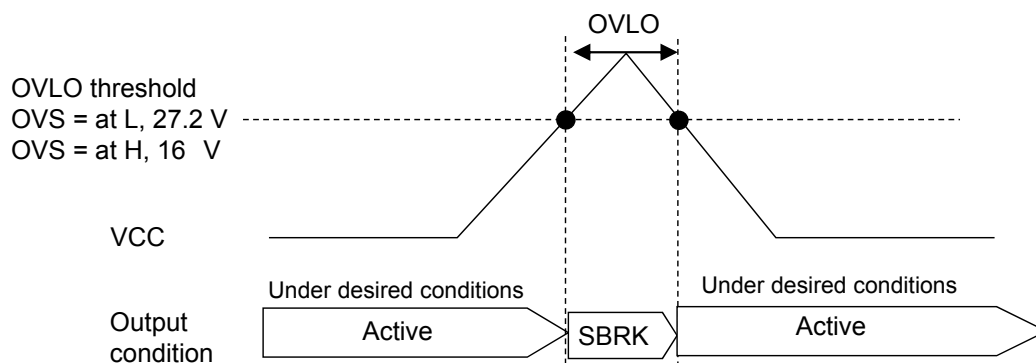 OVLO
OVLO threshold
OVS = at L, 27.2 V
OVS = at H, 16 V
VCC
Under desired conditions
Under desired conditions
Output
condition
Active
SBRK
Active